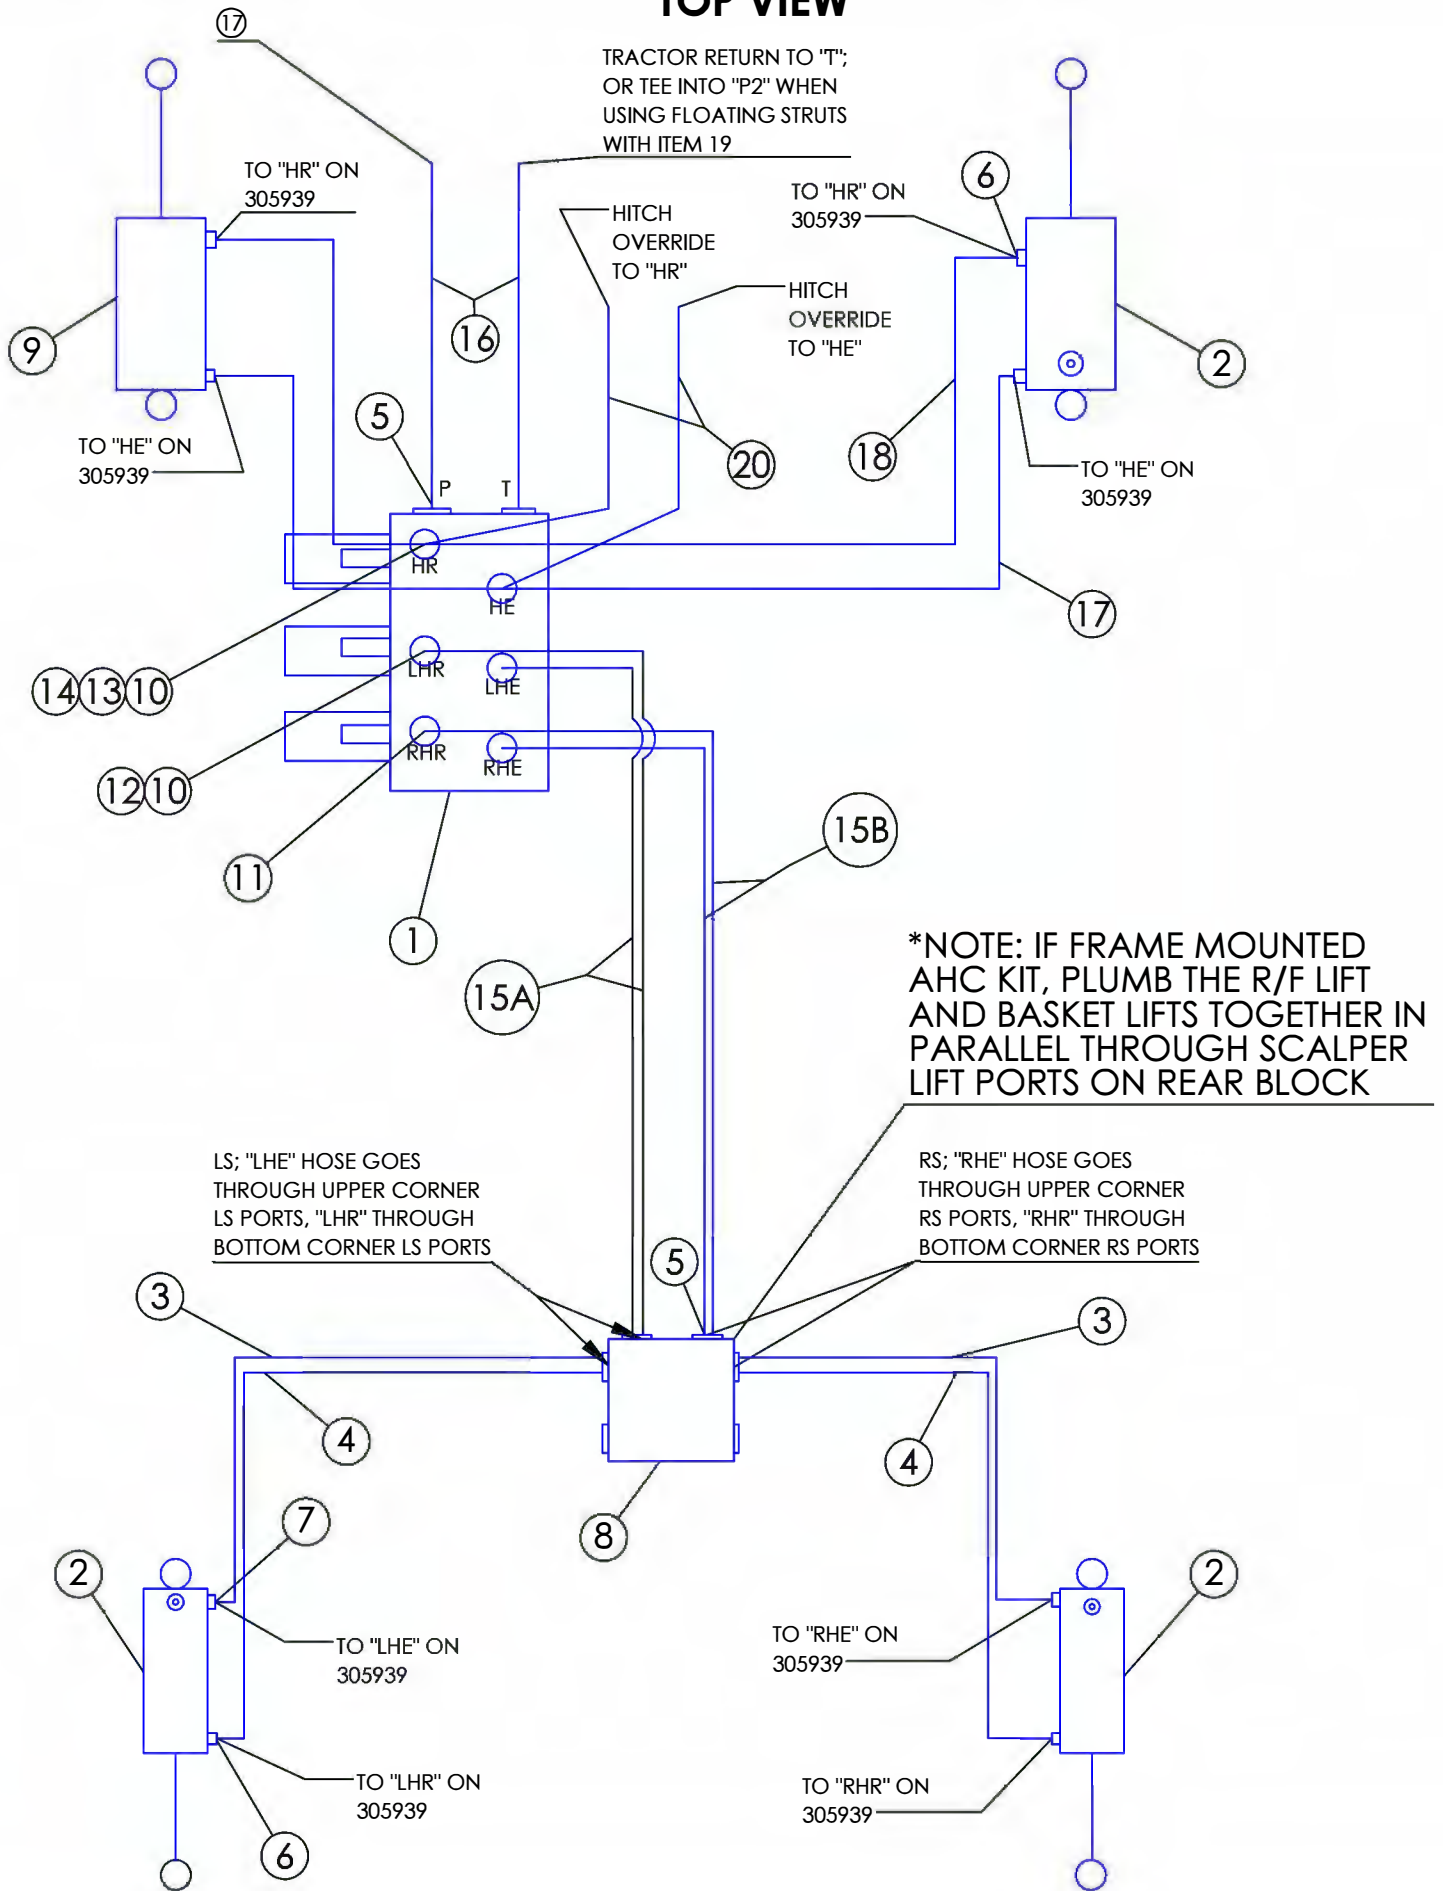 TOP VIEW
17
TRACTOR RETURN TO "T";
OR TEE INTO "P2" WHEN
USING FLOATING STRUTS
WITH ITEM 19
TO "HR" ON
305939
HITCH
OVERRIDE
TO "HR"
TO "HR" ON
305939
6
HITCH
OVERRIDE
TO "HE"
9
16
2
5
TO "HE" ON
305939
20
18
TO "HE" ON
305939
P
T
HR
HE
17
LHR
LHE
14 13 10
RHR
RHE
12 10
15B
11
1
15A
*NOTE: IF FRAME MOUNTED
AHC KIT, PLUMB THE R/F LIFT
AND BASKET LIFTS TOGETHER IN
PARALLEL THROUGH SCALPER
LIFT PORTS ON REAR BLOCK
LS; "LHE" HOSE GOES
THROUGH UPPER CORNER
LS PORTS, "LHR" THROUGH
BOTTOM CORNER LS PORTS
RS; "RHE" HOSE GOES
THROUGH UPPER CORNER
RS PORTS, "RHR" THROUGH
BOTTOM CORNER RS PORTS
5
3
3
4
4
7
8
2
2
TO "LHE" ON
305939
TO "RHE" ON
305939
TO "LHR" ON
305939
TO "RHR" ON
305939
6